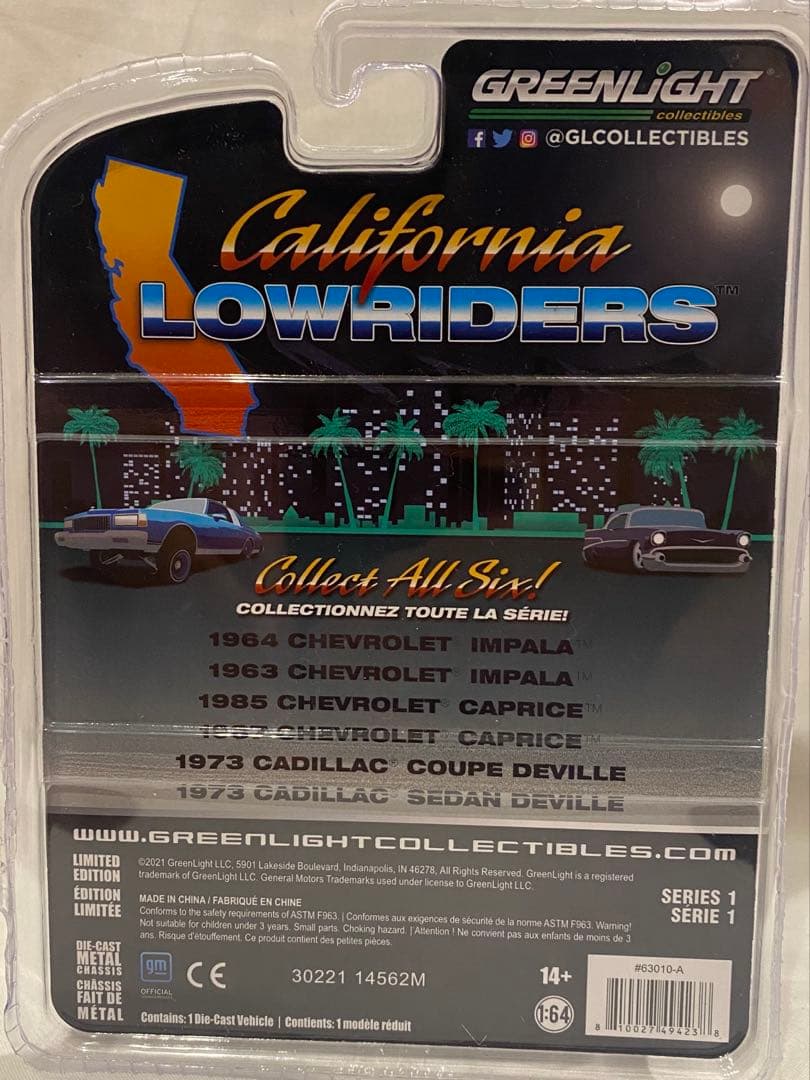 GREENLIGHT
collectibles
@GLCOLLECTIBLES
California
LOWRIDERS™
Collect All Six!
COLLECTIONNEZ TOUTE LA SÉRIE!
1964 CHEVROLET® IMPALA™
1963 CHEVROLET® IMPALA™
1985 CHEVROLET® CAPRICE™
1987 CHEVROLET® CAPRICE™
1973 CADILLAC® COUPE DEVILLE
1973 CADILLAC® SEDAN DEVILLE
www.GREENLIGHTCOLLECTIBLES.com
LIMITED
EDITION
ÉDITION
LIMITÉE
©2021 GreenLight LLC, 5901 Lakeside Boulevard, Indianapolis, IN 46278, All Rights Reserved. GreenLight is a registered
trademark of GreenLight LLC. General Motors Trademarks used under license to GreenLight LLC.
MADE IN CHINA / FABRIQUÉ EN CHINE
Conforms to the safety requirements of ASTM F963. | Conformes aux exigences de sécurité de la norme ASTM F963. Warning!
Not suitable for children under 3 years. Small parts. Choking hazard. | Attention ! Ne convient pas aux enfants de moins de 3
ans. Risque d'étouffement. Ce produit contient des petites pièces.
SERIES 1
SÉRIE 1
DIE-CAST
METAL
CHASSIS
CHÂSSIS
FAIT DE
MÉTAL
gm
OFFICIAL
CE
30221 14562M
14+
1:64
#63010-A
8 10027 49423 8
Contains: 1 Die-Cast Vehicle | Contients: 1 modèle réduit